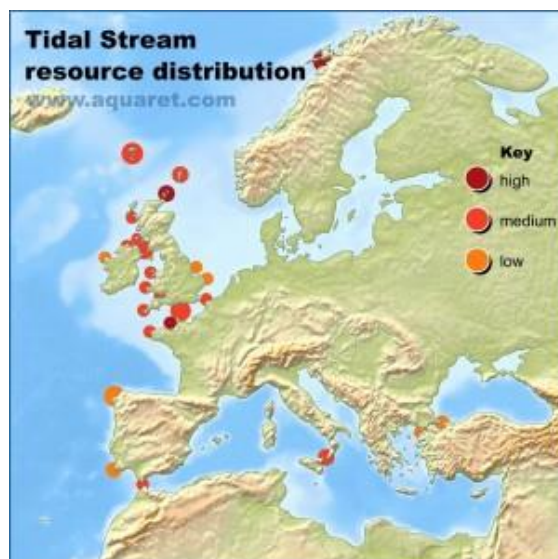 Tidal Stream
resource distribution
www.aquaret.com
Key
high
medium
low